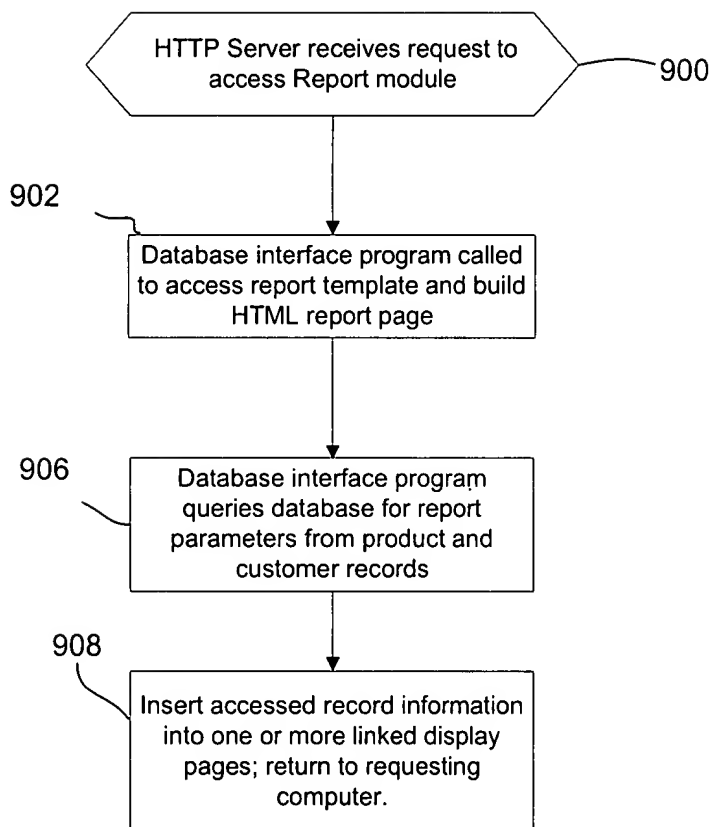 HTTP Server receives request to
access Report module
900
902
Database interface program called
to access report template and build
HTML report page
906
Database interface program
queries database for report
parameters from product and
customer records
908
Insert accessed record information
into one or more linked display
pages; return to requesting
computer.